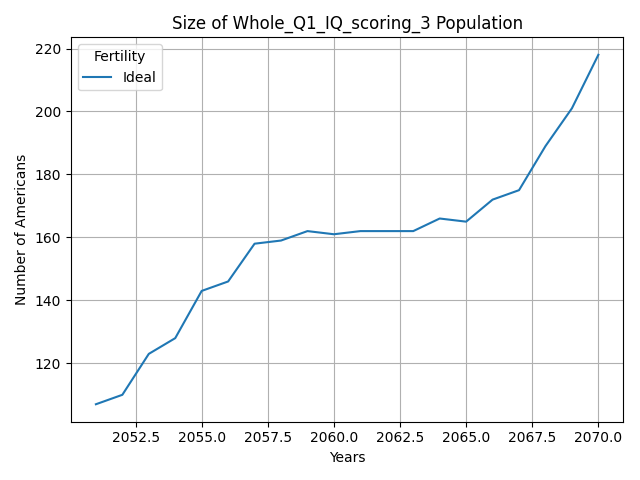 Size of Whole_Q1_IQ_scoring_3 Population
Fertility
Ideal
220
200
180
160
140
120
Number of Americans
2052.5 2055.0 2057.5 2060.0 2062.5 2065.0 2067.5 2070.0
Years